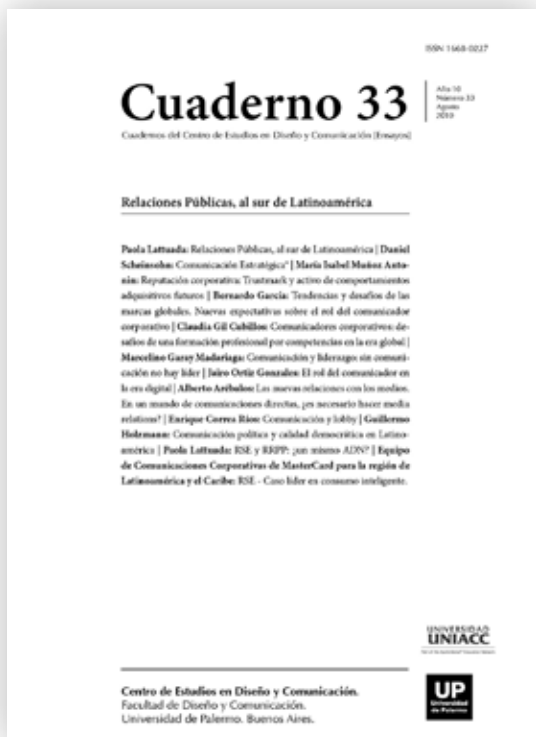 ISSN 1668-0227
Cuaderno 33
Año 10
Número 33
Agosto
2010
Cuadernos del Centro de Estudios en Diseño y Comunicación [Ensayos]
Relaciones Públicas, al sur de Latinoamérica
Paola Lattuada: Relaciones Públicas, al sur de Latinoamérica | Daniel
Scheinsohn: Comunicación Estratégica® | María Isabel Muñoz Anto-
nin: Reputación corporativa: Trustmark y activo de comportamientos
adquisitivos futuros | Bernardo García: Tendencias y desafíos de las
marcas globales. Nuevas expectativas sobre el rol del comunicador
corporativo | Claudia Gil Cubillos: Comunicadores corporativos: de-
safíos de una formación profesional por competencias en la era global |
Marcelino Garay Madariaga: Comunicación y liderazgo: sin comuni-
cación no hay líder | Jairo Ortiz Gonzales: El rol del comunicador en
la era digital | Alberto Arébalos: Las nuevas relaciones con los medios.
En un mundo de comunicaciones directas, ¿es necesario hacer media
relations? | Enrique Correa Ríos: Comunicación y lobby | Guillermo
Holzmann: Comunicación política y calidad democrática en Latino-
américa | Paola Lattuada: RSE y RRPP: ¿un mismo ADN? | Equipo
de Comunicaciones Corporativas de MasterCard para la región de
Latinoamérica y el Caribe: RSE - Caso líder en consumo inteligente.
UNIVERSIDAD
UNIACC
Centro de Estudios en Diseño y Comunicación.
Facultad de Diseño y Comunicación.
Universidad de Palermo. Buenos Aires.
UP
Universidad
de Palermo